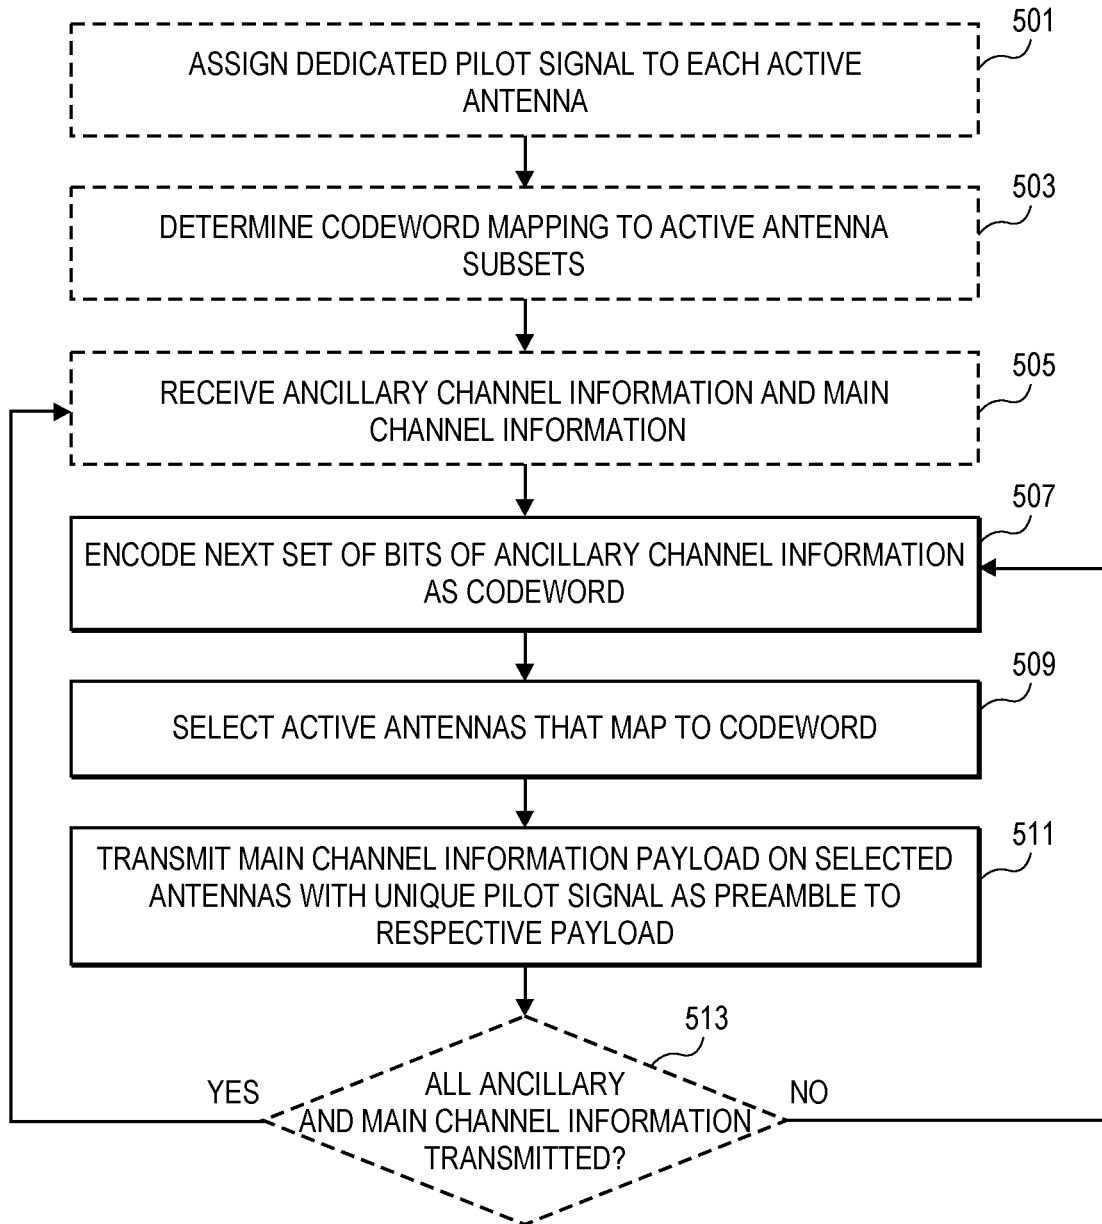 501
ASSIGN DEDICATED PILOT SIGNAL TO EACH ACTIVE
ANTENNA
503
DETERMINE CODEWORD MAPPING TO ACTIVE ANTENNA
SUBSETS
505
RECEIVE ANCILLARY CHANNEL INFORMATION AND MAIN
CHANNEL INFORMATION
507
ENCODE NEXT SET OF BITS OF ANCILLARY CHANNEL INFORMATION
AS CODEWORD
509
SELECT ACTIVE ANTENNAS THAT MAP TO CODEWORD
511
TRANSMIT MAIN CHANNEL INFORMATION PAYLOAD ON SELECTED
ANTENNAS WITH UNIQUE PILOT SIGNAL AS PREAMBLE TO
RESPECTIVE PAYLOAD
513
YES
ALL ANCILLARY
AND MAIN CHANNEL INFORMATION
TRANSMITTED?
NO